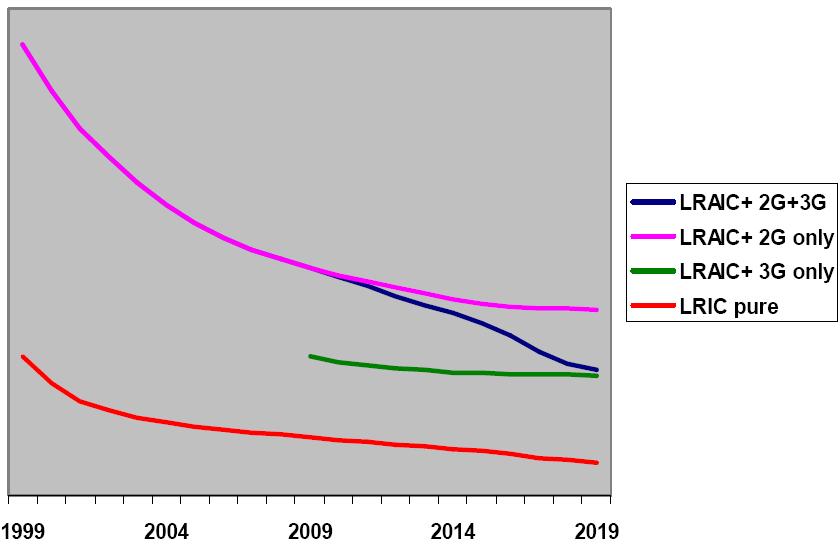 LRAIC+ 2G+3G
LRAIC+ 2G only
LRAIC+ 3G only
LRIC pure
1999 2004 2009 2014 2019